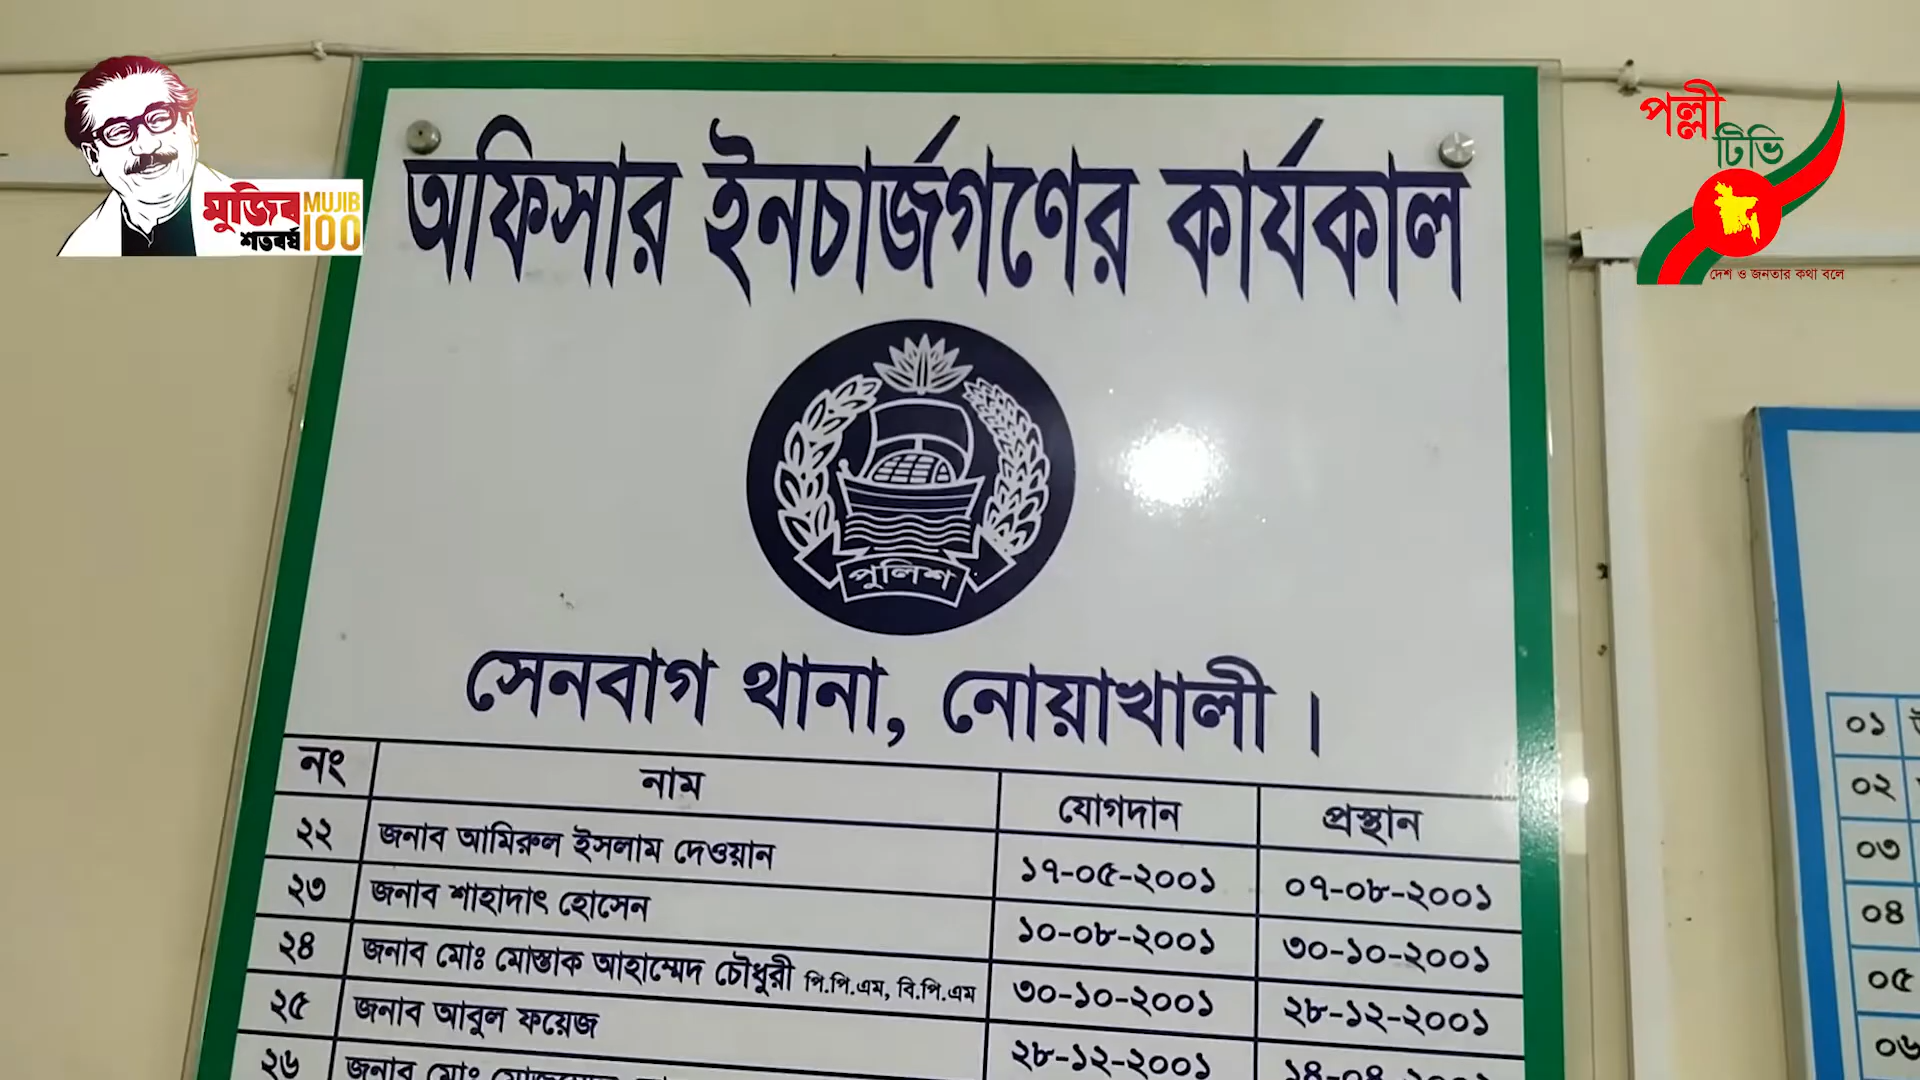 মুজিব
শতবর্ষ
MUJIB
100
পল্লী
টিভি
দেশ ও জনতার কথা বলে
অফিসার ইনচার্জগণের কার্যকাল
পুলিশ
সেনবাগ থানা, নোয়াখালী।
নং নাম যোগদান প্রস্থান
২২ জনাব আমিরুল ইসলাম দেওয়ান ১৭-০৫-২০০১ ০৭-০৮-২০০১
২৩ জনাব শাহাদাৎ হোসেন ১০-০৮-২০০১ ৩০-১০-২০০১
২৪ জনাব মোঃ মোস্তাক আহাম্মেদ চৌধুরী পি.পি.এম, বি.পি.এম ৩০-১০-২০০১ ২৮-১২-২০০১
২৫ জনাব আবুল ফয়েজ ২৮-১২-২০০১
২৬ জনাব মোঃ
০১
০২
০৩
০৪
০৫
০৬